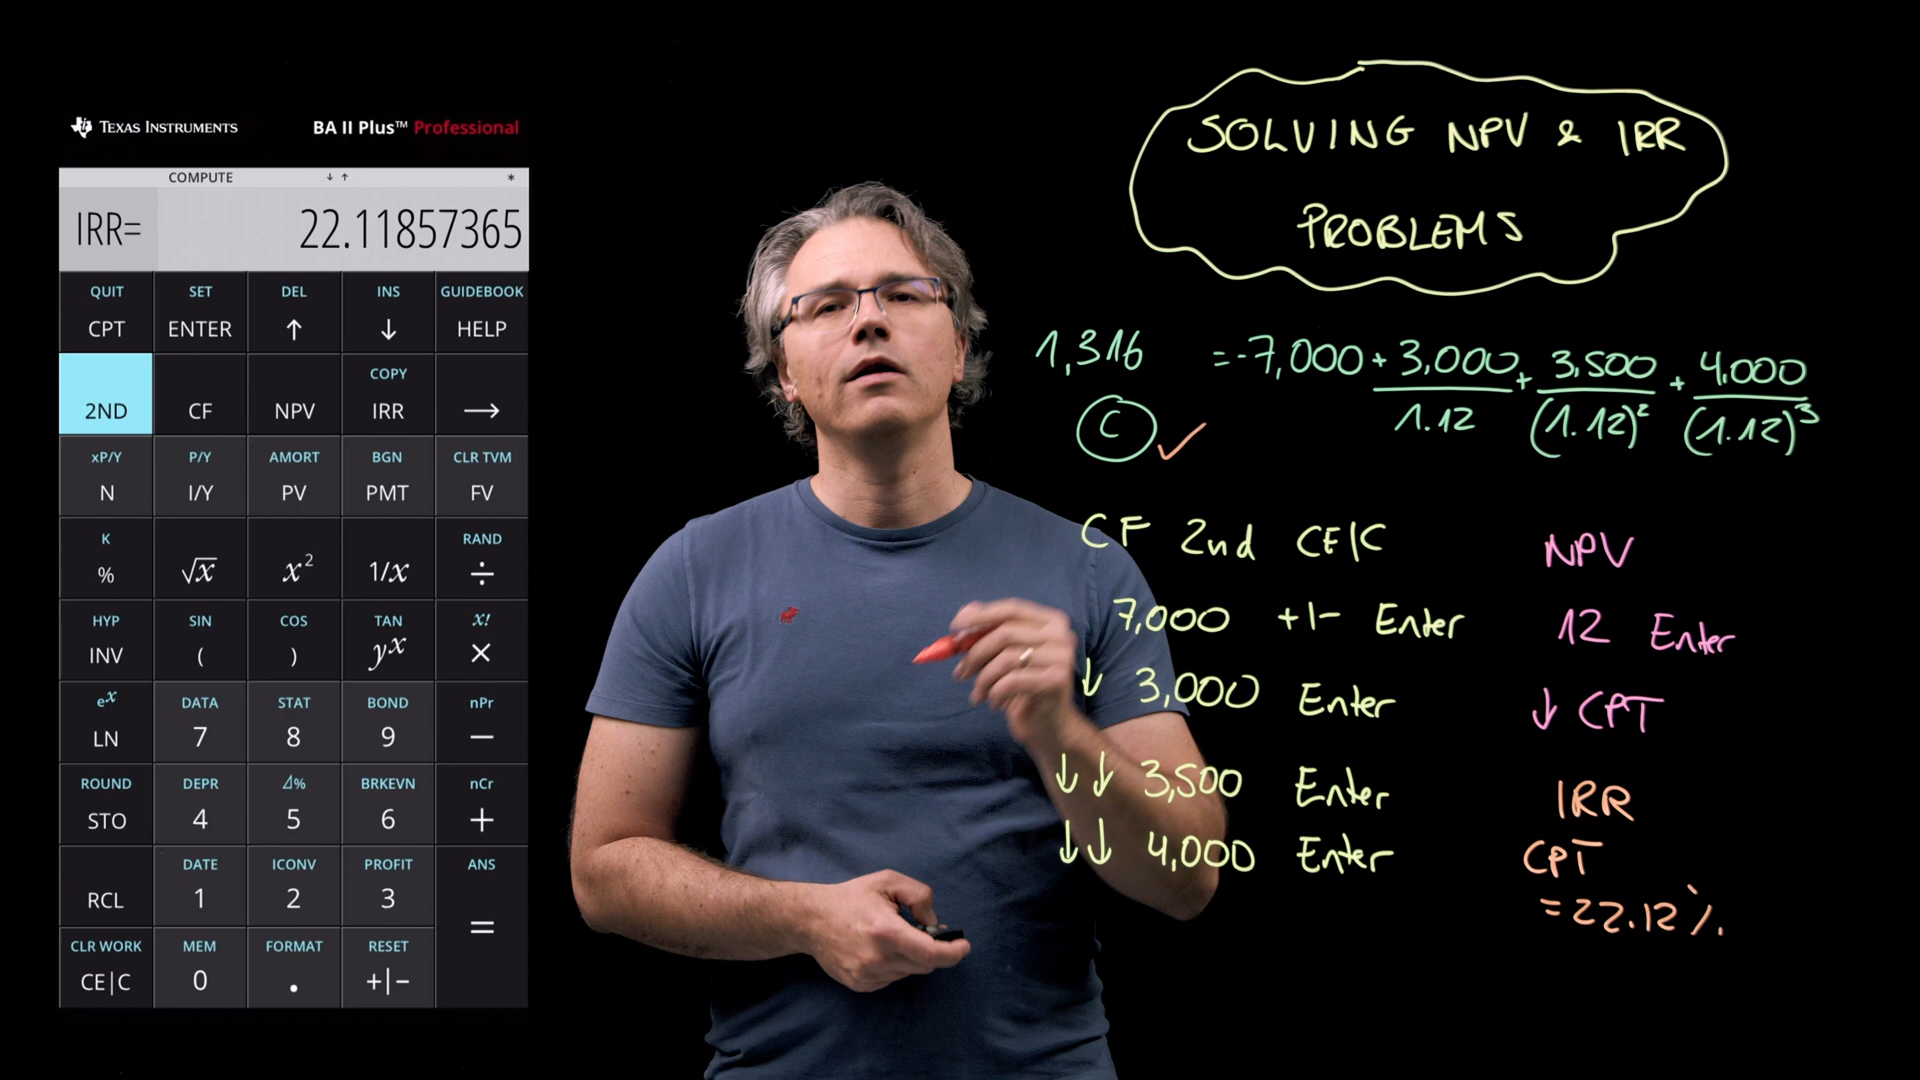 TEXAS INSTRUMENTS BA II Plus™ Professional
COMPUTE ↓ ↑ *
IRR= 22.11857365
QUIT SET DEL INS GUIDEBOOK
CPT ENTER ↑ ↓ HELP
COPY
2ND CF NPV IRR →
xP/Y P/Y AMORT BGN CLR TVM
N I/Y PV PMT FV
K RAND
% √x x² 1/x ÷
HYP SIN COS TAN x!
INV ( ) yˣ ×
eˣ DATA STAT BOND nPr
LN 7 8 9 −
ROUND DEPR Δ% BRKEVN nCr
STO 4 5 6 +
DATE ICONV PROFIT ANS
RCL 1 2 3 =
CLR WORK MEM FORMAT RESET
CE|C 0 . +|−
SOLVING NPV & IRR
PROBLEMS
1,316 = -7,000 + 3,000/1.12 + 3,500/(1.12)² + 4,000/(1.12)³
C ✓
CF 2nd CE|C
7,000 +|− Enter
↓ 3,000 Enter
↓↓ 3,500 Enter
↓↓ 4,000 Enter
NPV
12 Enter
↓ CPT
IRR
CPT
=22.12%